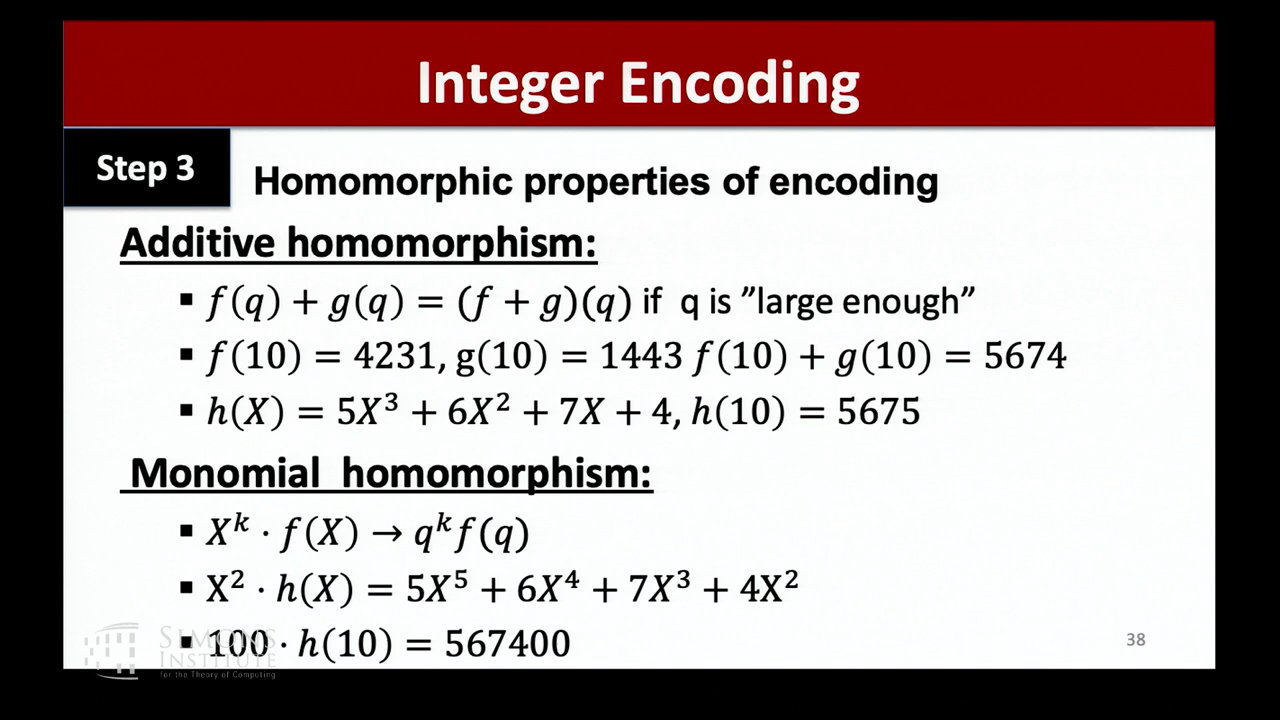 Integer Encoding
Step 3
Homomorphic properties of encoding
Additive homomorphism:
▪ f(q) + g(q) = (f + g)(q) if q is ”large enough”
▪ f(10) = 4231, g(10) = 1443 f(10) + g(10) = 5674
▪ h(X) = 5X³ + 6X² + 7X + 4, h(10) = 5675
Monomial homomorphism:
▪ Xᵏ · f(X) → qᵏf(q)
▪ X² · h(X) = 5X⁵ + 6X⁴ + 7X³ + 4X²
▪ 100 · h(10) = 567400
38
SIMONS
INSTITUTE
for the Theory of Computing